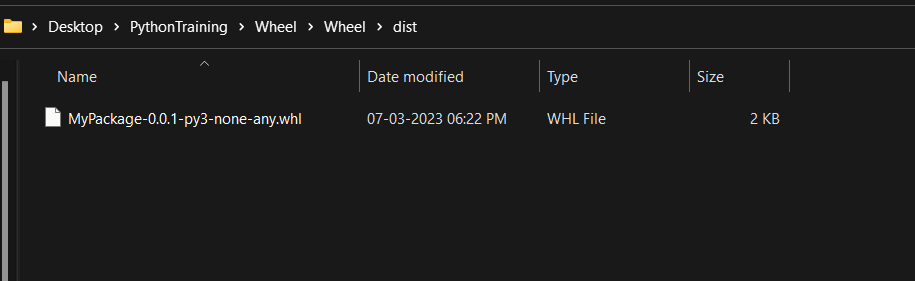 Desktop > PythonTraining > Wheel > Wheel > dist
Name Date modified Type Size
MyPackage-0.0.1-py3-none-any.whl 07-03-2023 06:22 PM WHL File 2 KB